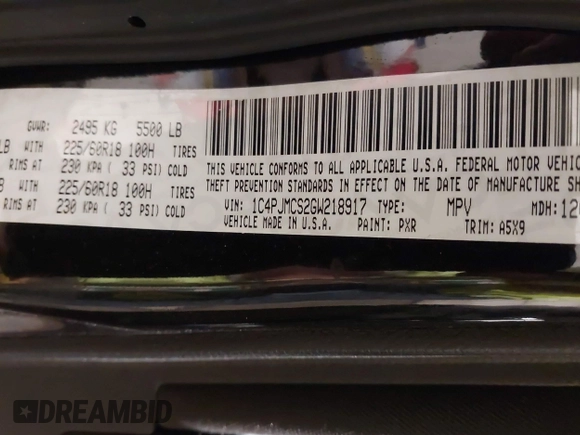 GVWR: 2495 KG 5500 LB
LB WITH 225/60R18 100H TIRES
RIMS AT 230 KPA ( 33 PSI) COLD
LB WITH 225/60R18 100H TIRES
RIMS AT 230 KPA ( 33 PSI) COLD
THIS VEHICLE CONFORMS TO ALL APPLICABLE U.S.A. FEDERAL MOTOR VEHIC
THEFT PREVENTION STANDARDS IN EFFECT ON THE DATE OF MANUFACTURE SH
VIN: 1C4PJMCS2GW218917 TYPE: MPV MDH: 12
VEHICLE MADE IN U.S.A. PAINT: PXR TRIM: A5X9
DREAMBID